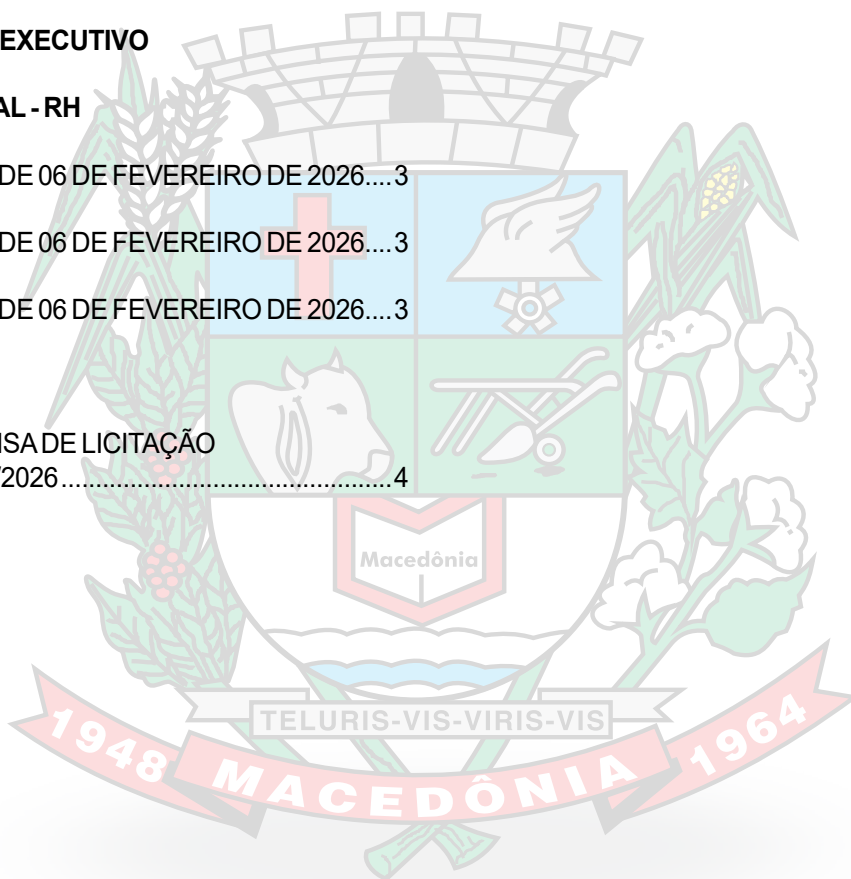 EXECUTIVO
AL - RH
DE 06 DE FEVEREIRO DE 2026....3
DE 06 DE FEVEREIRO DE 2026....3
DE 06 DE FEVEREIRO DE 2026....3
ISA DE LICITAÇÃO
/2026................................................4
Macedônia
TELURIS-VIS-VIRIS-VIS
1948 MACEDÔNIA 1964